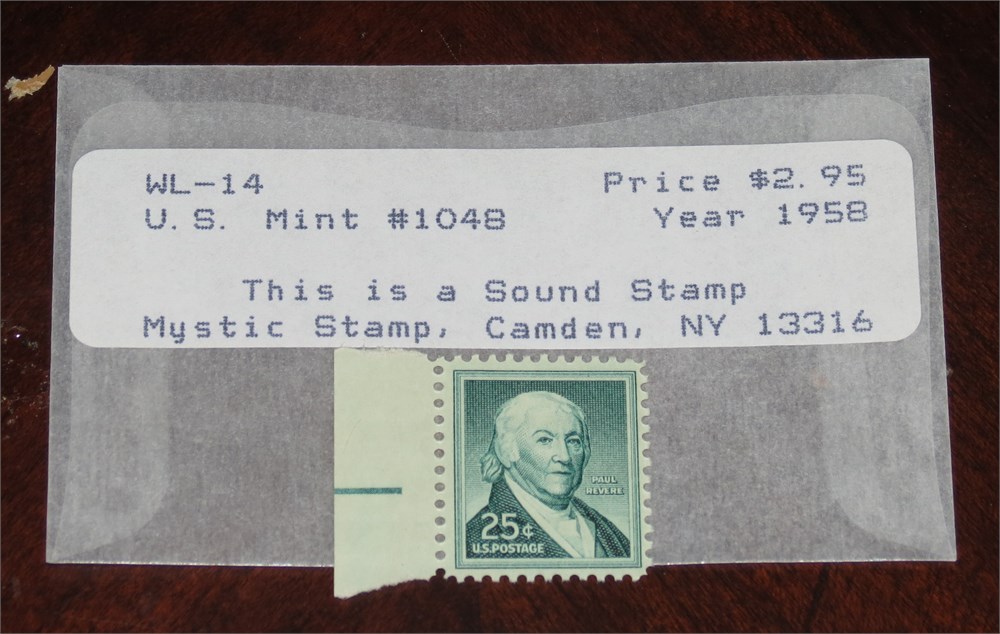 WL-14 Price $2.95
U.S. Mint #1048 Year 1958
This is a Sound Stamp
Mystic Stamp, Camden, NY 13316
PAUL
REVERE
25¢
U.S.POSTAGE